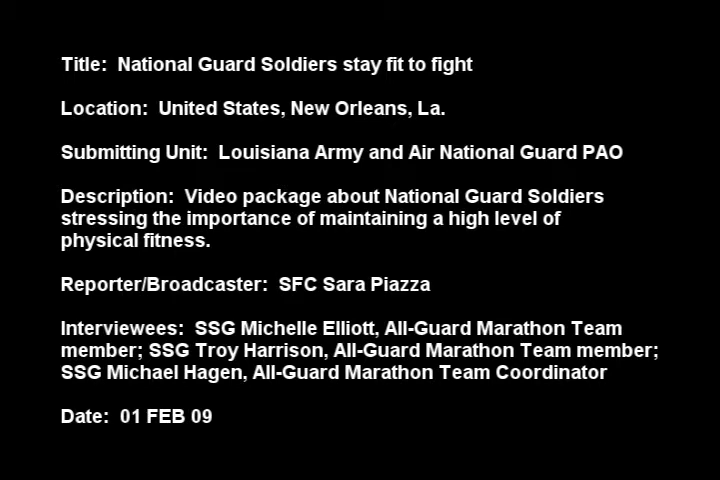 Title:  National Guard Soldiers stay fit to fight
Location:  United States, New Orleans, La.
Submitting Unit:  Louisiana Army and Air National Guard PAO
Description:  Video package about National Guard Soldiers
stressing the importance of maintaining a high level of
physical fitness.
Reporter/Broadcaster:  SFC Sara Piazza
Interviewees:  SSG Michelle Elliott, All-Guard Marathon Team
member; SSG Troy Harrison, All-Guard Marathon Team member;
SSG Michael Hagen, All-Guard Marathon Team Coordinator
Date:  01 FEB 09